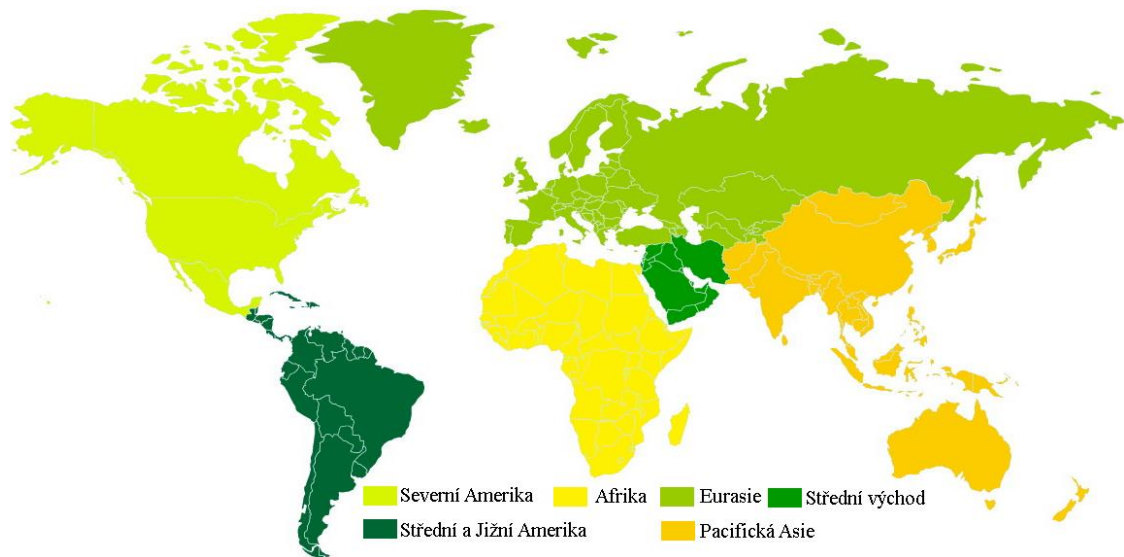 Severní Amerika Afrika Eurasie Střední východ
Střední a Jižní Amerika Pacifická Asie